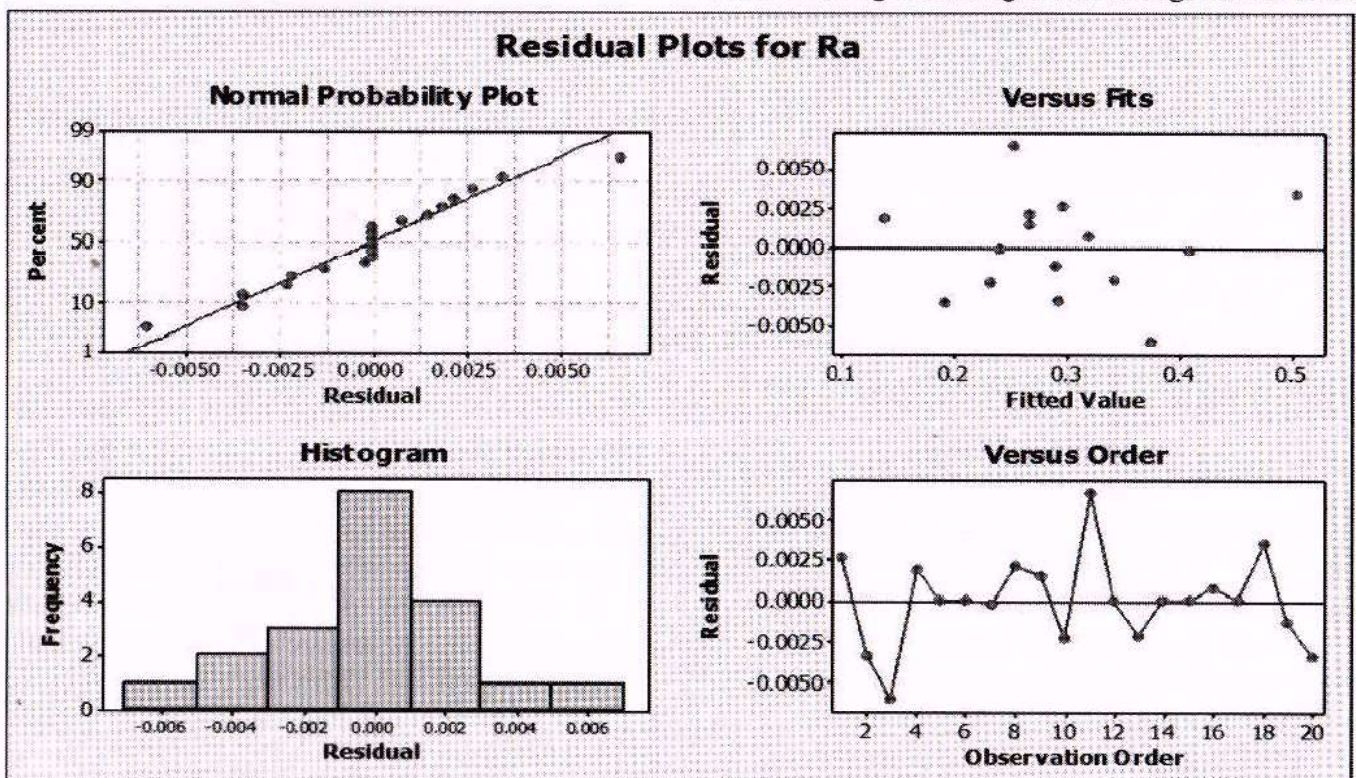 Residual Plots for Ra
Normal Probability Plot
Versus Fits
99
90
50
10
1
Per cent
-0.0050 -0.0025 0.0000 0.0025 0.0050
Residual
0.0050
0.0025
0.0000
-0.0025
-0.0050
Residual
0.1 0.2 0.3 0.4 0.5
Fitted Value
Histogram
Versus Order
8
6
4
2
0
Frequency
-0.006 -0.004 -0.002 0.000 0.002 0.004 0.006
Residual
0.0050
0.0025
0.0000
-0.0025
-0.0050
Residual
2 4 6 8 10 12 14 16 18 20
Observation Order